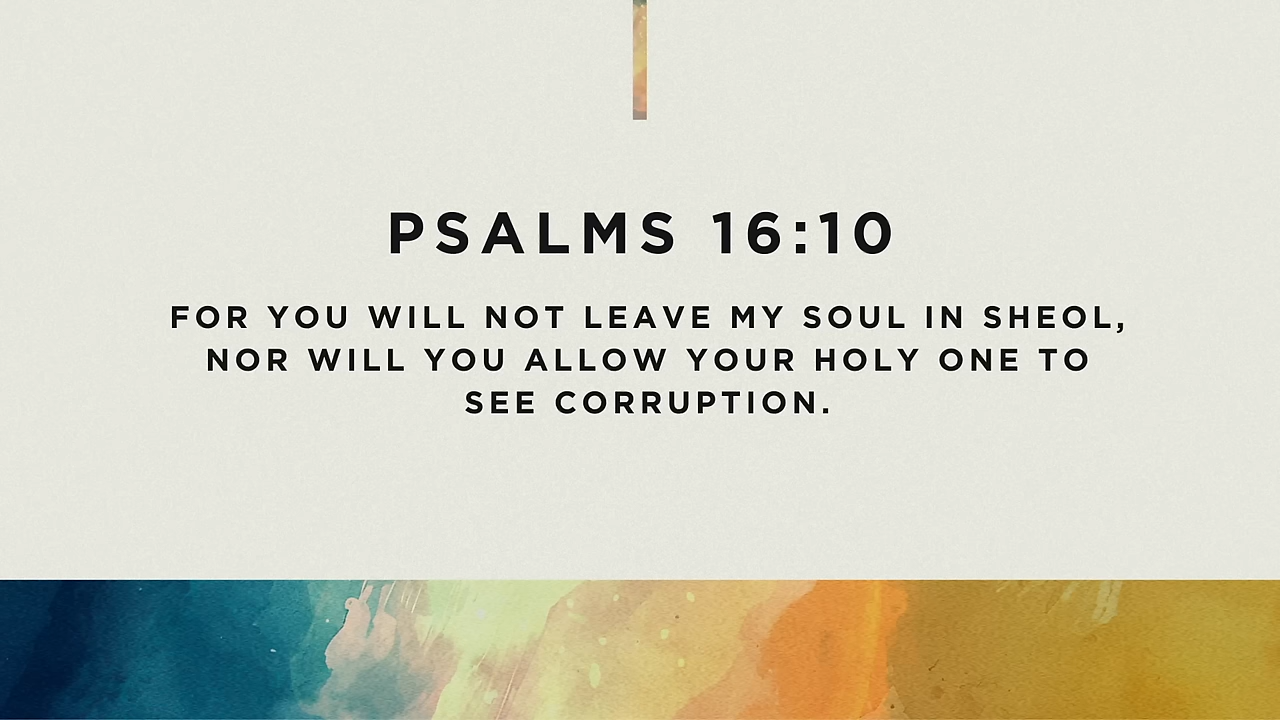 PSALMS 16:10
FOR YOU WILL NOT LEAVE MY SOUL IN SHEOL,
NOR WILL YOU ALLOW YOUR HOLY ONE TO
SEE CORRUPTION.